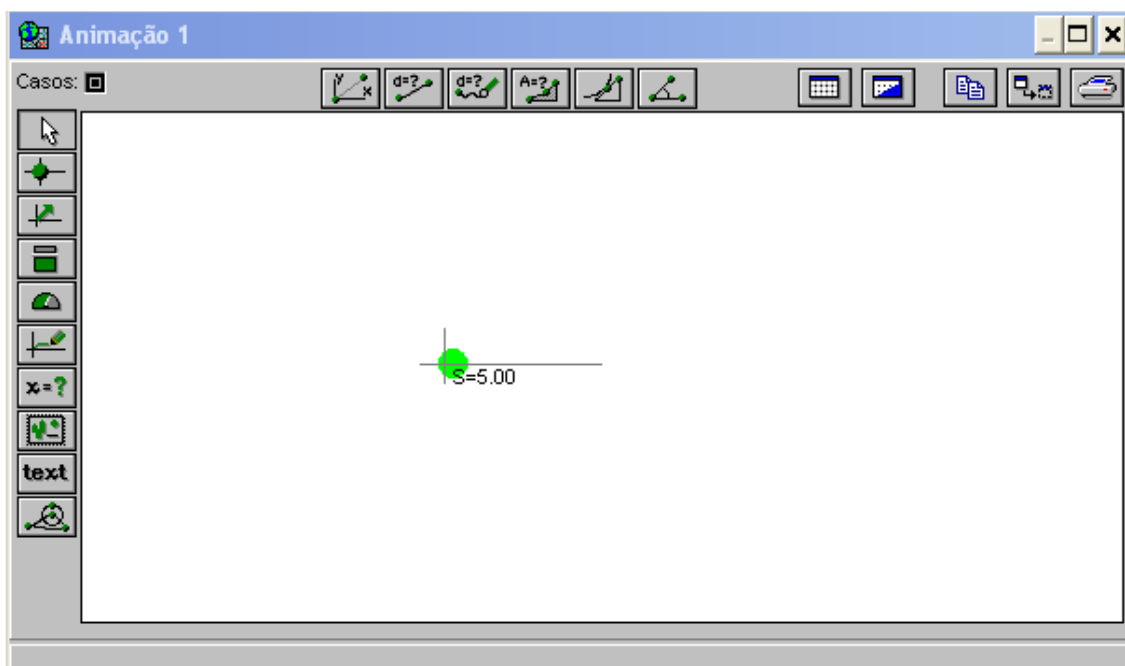 Animação 1
Casos:
y x d=? d=? A=?
x=?
text
S=5.00